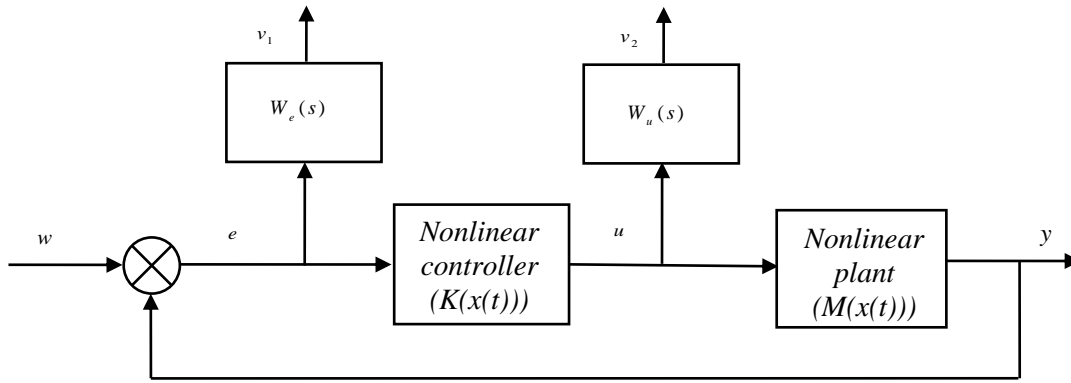 v₁
v₂
Wₑ(s)
Wᵤ(s)
w
e
Nonlinear
controller
(K(x(t)))
u
Nonlinear
plant
(M(x(t)))
y